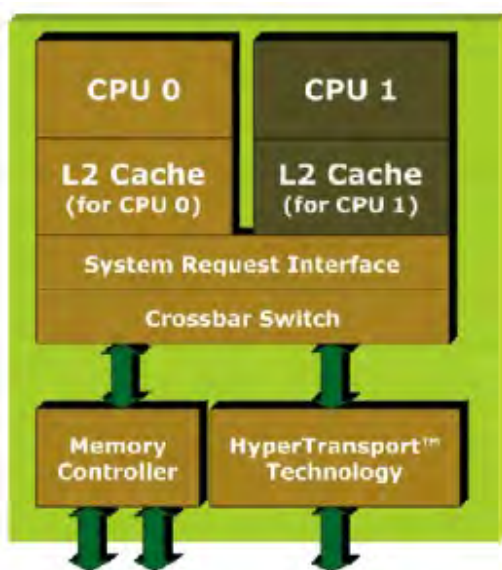 CPU 0
CPU 1
L2 Cache
(for CPU 0)
L2 Cache
(for CPU 1)
System Request Interface
Crossbar Switch
Memory
Controller
HyperTransport™
Technology